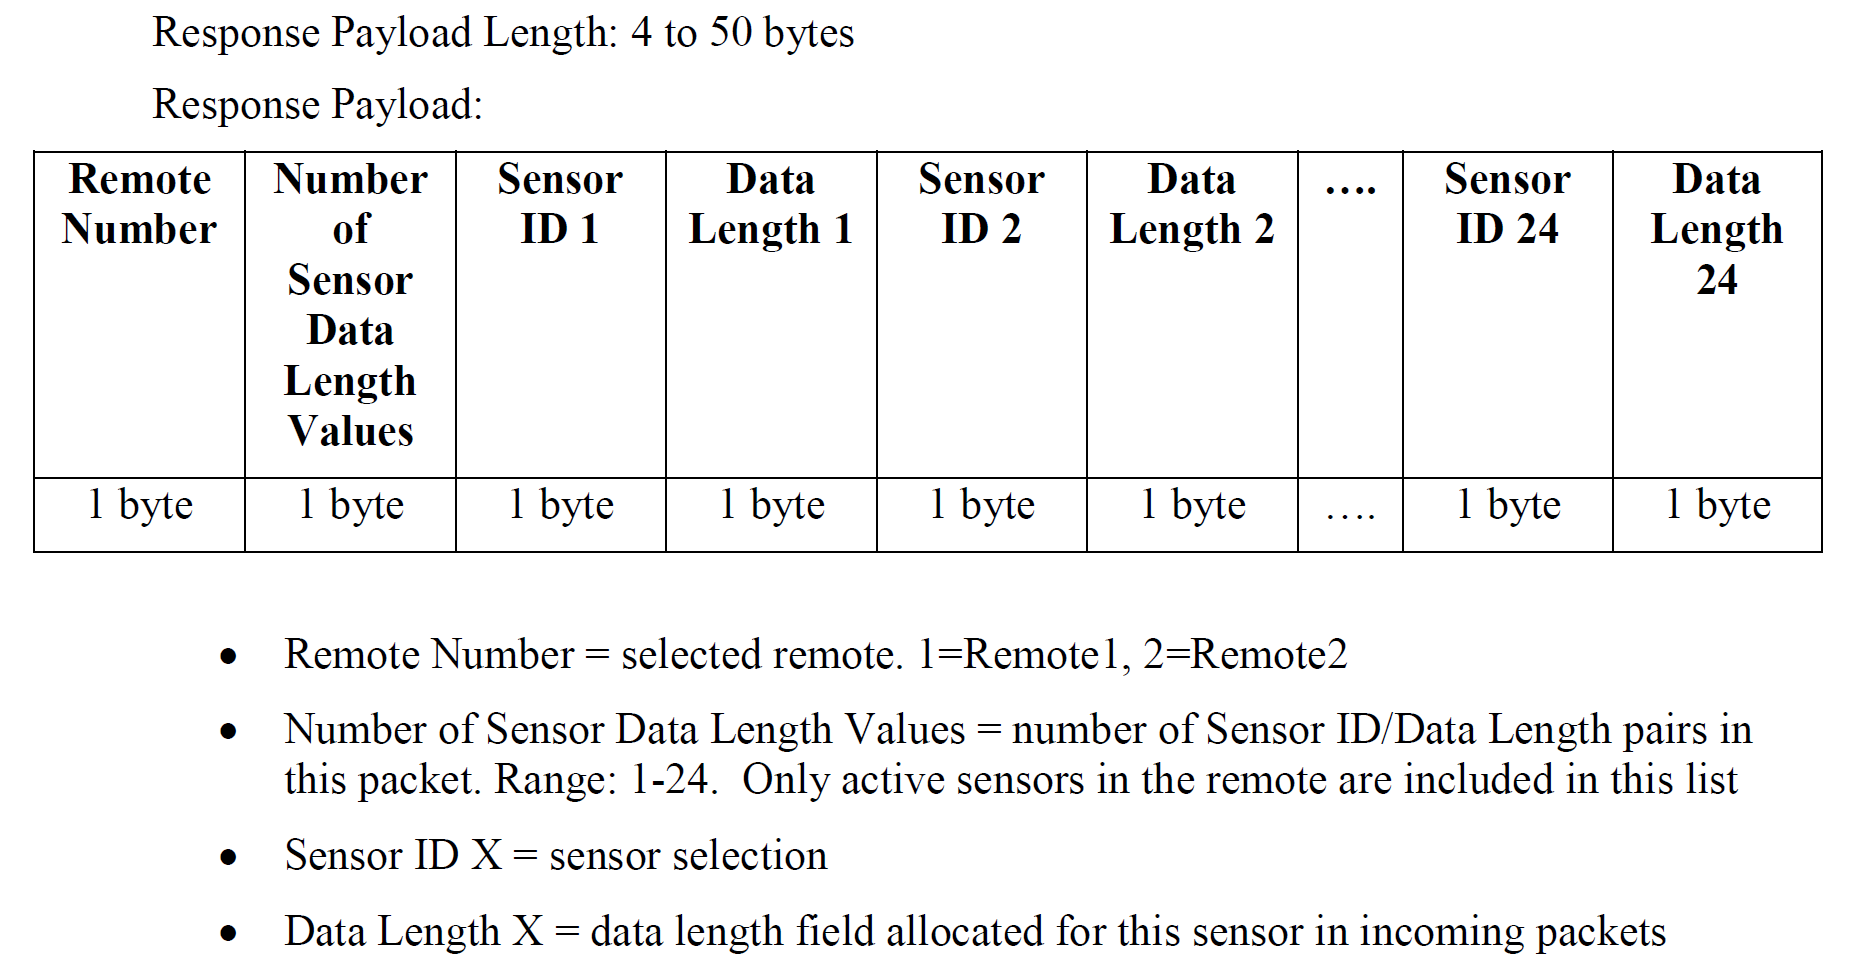 Response Payload Length: 4 to 50 bytes
Response Payload:
Remote Number
Number of Sensor Data Length Values
Sensor ID 1
Data Length 1
Sensor ID 2
Data Length 2
....
Sensor ID 24
Data Length 24
1 byte
1 byte
1 byte
1 byte
1 byte
1 byte
....
1 byte
1 byte
• Remote Number = selected remote. 1=Remote1, 2=Remote2
• Number of Sensor Data Length Values = number of Sensor ID/Data Length pairs in
this packet. Range: 1-24.  Only active sensors in the remote are included in this list
• Sensor ID X = sensor selection
• Data Length X = data length field allocated for this sensor in incoming packets